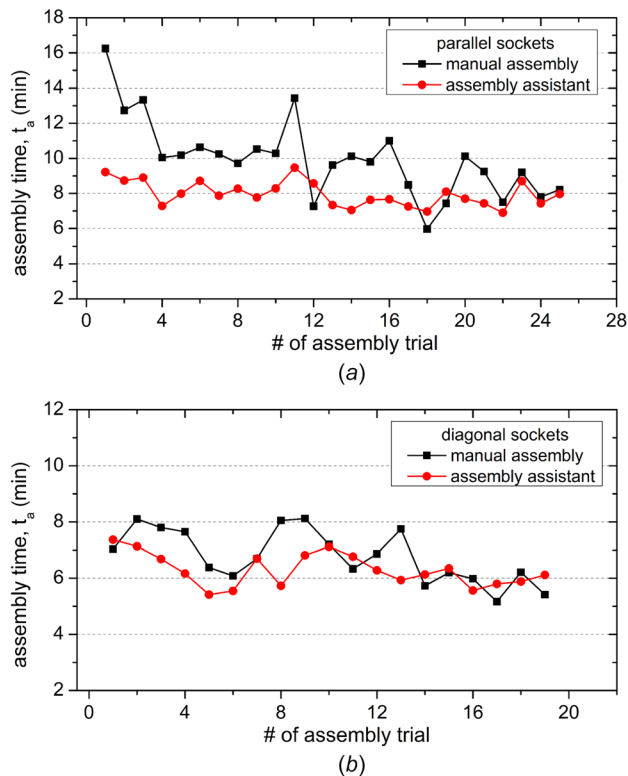 18
16
14
12
10
8
6
4
2
assembly time, t_a (min)
parallel sockets
manual assembly
assembly assistant
0 4 8 12 16 20 24 28
# of assembly trial
(a)
12
10
8
6
4
2
assembly time, t_a (min)
diagonal sockets
manual assembly
assembly assistant
0 4 8 12 16 20
# of assembly trial
(b)